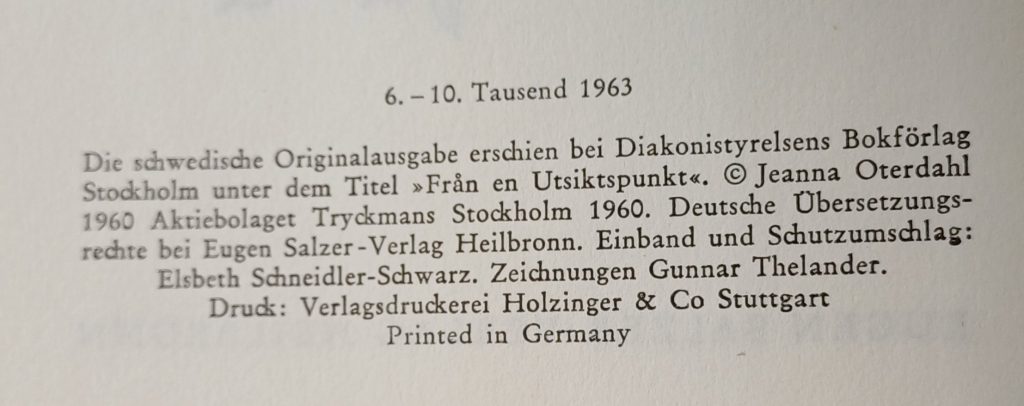 6. – 10. Tausend 1963
Die schwedische Originalausgabe erschien bei Diakonistyrelsens Bokförlag
Stockholm unter dem Titel »Från en Utsiktspunkt«. © Jeanna Oterdahl
1960 Aktiebolaget Tryckmans Stockholm 1960. Deutsche Übersetzungs-
rechte bei Eugen Salzer-Verlag Heilbronn. Einband und Schutzumschlag:
Elsbeth Schneidler-Schwarz. Zeichnungen Gunnar Thelander.
Druck: Verlagsdruckerei Holzinger & Co Stuttgart
Printed in Germany